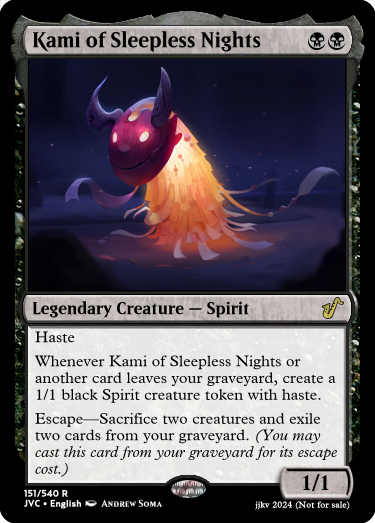 Kami of Sleepless Nights
Legendary Creature — Spirit
Haste
Whenever Kami of Sleepless Nights or
another card leaves your graveyard, create a
1/1 black Spirit creature token with haste.
Escape—Sacrifice two creatures and exile
two cards from your graveyard. (You may
cast this card from your graveyard for its escape
cost.)
1/1
151/540 R
JVC • English Andrew Soma
jjkv 2024 (Not for sale)